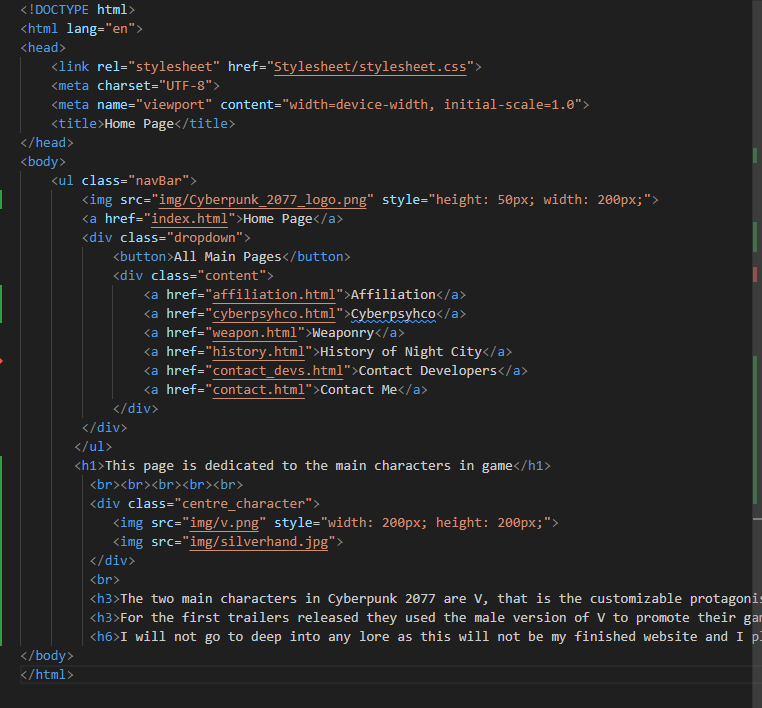 <!DOCTYPE html>
<html lang="en">
<head>
    <link rel="stylesheet" href="Stylesheet/stylesheet.css">
    <meta charset="UTF-8">
    <meta name="viewport" content="width=device-width, initial-scale=1.0">
    <title>Home Page</title>
</head>
<body>
    <ul class="navBar">
        <img src="img/Cyberpunk_2077_logo.png" style="height: 50px; width: 200px;">
        <a href="index.html">Home Page</a>
        <div class="dropdown">
            <button>All Main Pages</button>
            <div class="content">
                <a href="affiliation.html">Affiliation</a>
                <a href="cyberpsyhco.html">Cyberpsyhco</a>
                <a href="weapon.html">Weaponry</a>
                <a href="history.html">History of Night City</a>
                <a href="contact_devs.html">Contact Developers</a>
                <a href="contact.html">Contact Me</a>
            </div>
        </div>
       </ul>
       <h1>This page is dedicated to the main characters in game</h1>
         <br><br><br><br><br>
         <div class="centre_character">
            <img src="img/v.png" style="width: 200px; height: 200px;">
            <img src="img/silverhand.jpg">
         </div>
         <br>
         <h3>The two main characters in Cyberpunk 2077 are V, that is the customizable protagonis
         <h3>For the first trailers released they used the male version of V to promote their gam
         <h6>I will not go to deep into any lore as this will not be my finished website and I pl
</body>
</html>